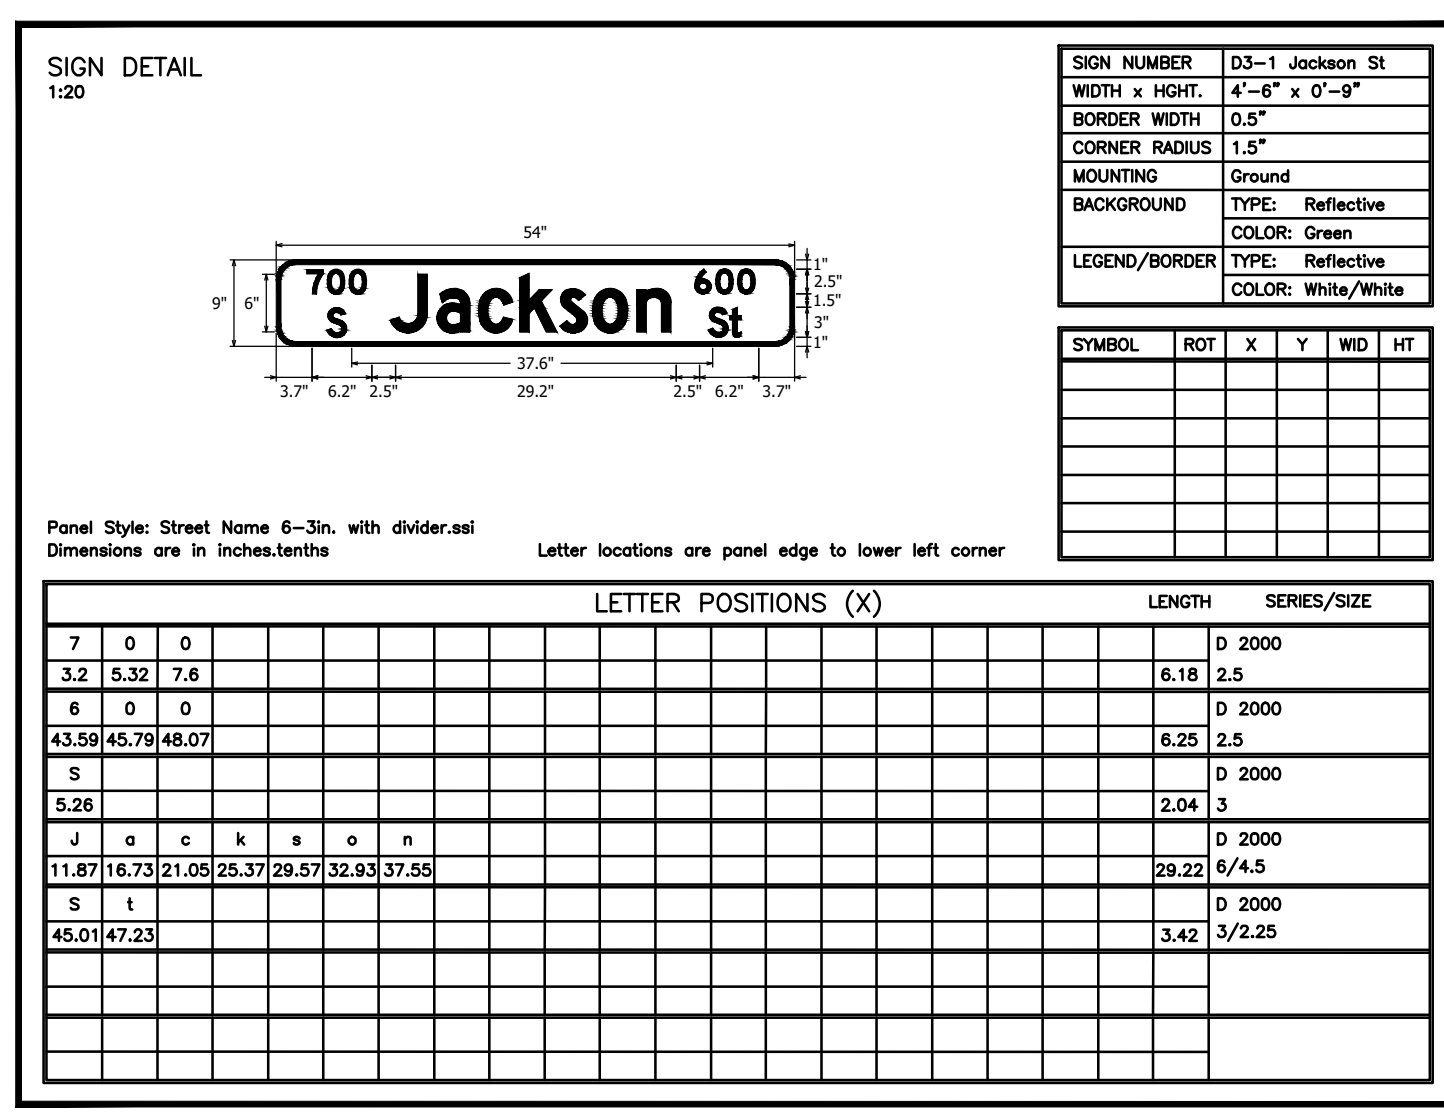 SIGN DETAIL
1:20
SIGN NUMBER D3-1 Jackson St
WIDTH x HGHT. 4'-6" x 0'-9"
BORDER WIDTH 0.5"
CORNER RADIUS 1.5"
MOUNTING Ground
BACKGROUND TYPE: Reflective
COLOR: Green
LEGEND/BORDER TYPE: Reflective
COLOR: White/White
54"
9" 6"
700 S Jackson 600 St
1"
2.5"
1.5"
3"
1"
37.6"
3.7" 6.2" 2.5" 29.2" 2.5" 6.2" 3.7"
SYMBOL ROT X Y WID HT
Panel Style: Street Name 6-3in. with divider.ssi
Dimensions are in inches.tenths Letter locations are panel edge to lower left corner
LETTER POSITIONS (X) LENGTH SERIES/SIZE
7 0 0 D 2000
3.2 5.32 7.6 6.18 2.5
6 0 0 D 2000
43.59 45.79 48.07 6.25 2.5
S D 2000
5.26 2.04 3
J a c k s o n D 2000
11.87 16.73 21.05 25.37 29.57 32.93 37.55 29.22 6/4.5
S t D 2000
45.01 47.23 3.42 3/2.25